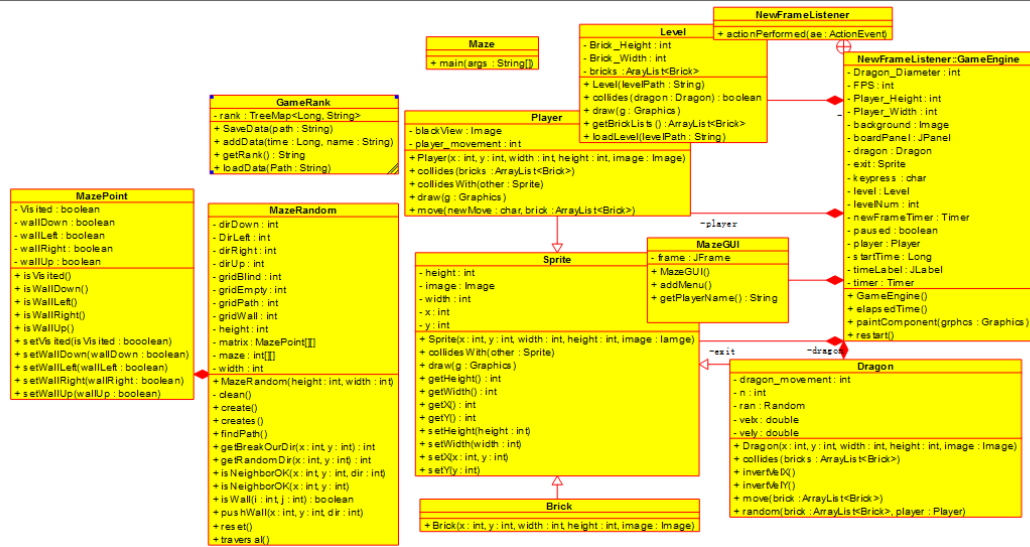 NewFrameListener
+ actionPerformed(ae : ActionEvent)
Maze
+ main(args : String[])
Level
- Brick_Height : int
- Brick_Width : int
- bricks : ArrayList<Brick>
+ Level(levelPath : String)
+ collides(dragon : Dragon) : boolean
+ draw(g : Graphics)
+ getBrickLists() : ArrayList<Brick>
+ loadLevel(levelPath : String)
NewFrameListener::GameEngine
- Dragon_Diameter : int
- FPS : int
- Player_Height : int
- Player_Width : int
- background : Image
- boardPanel : JPanel
- dragon : Dragon
- exit : Sprite
- keypress : char
- level : Level
- levelNum : int
- newFrameTimer : Timer
- paused : boolean
- player : Player
- startTime : Long
- timeLabel : JLabel
- timer : Timer
+ GameEngine()
+ elapsedTime()
+ paintComponent(grphcs : Graphics)
+ restart()
GameRank
- rank : TreeMap<Long, String>
+ SaveData(path : String)
+ addData(time : Long, name : String)
+ getRank() : String
+ loadData(Path : String)
Player
- blackView : Image
- player_movement : int
+ Player(x : int, y : int, width : int, height : int, image : Image)
+ collides(bricks : ArrayList<Brick>)
+ collidesWith(other : Sprite)
+ draw(g : Graphics)
+ move(newMove : char, brick : ArrayList<Brick>)
-player
MazePoint
- Visited : boolean
- wallDown : boolean
- wallLeft : boolean
- wallRight : boolean
- wallUp : boolean
+ isVisited()
+ isWallDown()
+ isWallLeft()
+ isWallRight()
+ isWallUp()
+ setVisited(isVisited : booolean)
+ setWallDown(wallDown : boolean)
+ setWallLeft(wallLeft : boolean)
+ setWallRight(wallRight : boolean)
+ setWallUp(wallUp : boolean)
MazeRandom
- dirDown : int
- DirLeft : int
- dirRight : int
- dirUp : int
- gridBlind : int
- gridEmpty : int
- gridPath : int
- gridWall : int
- height : int
- matrix : MazePoint[][]
- maze : int[][]
- width : int
+ MazeRandom(height : int, width : int)
- clean()
+ create()
+ creates()
+ findPath()
+ getBreakOurDir(x : int, y : int) : int
+ getRandomDir(x : int, y : int) : int
+ isNeighborOK(x : int, y : int, dir : int)
+ isNeighborOK(x : int, y : int)
+ isWall(i : int, j : int) : boolean
+ pushWall(x : int, y : int, dir : int)
+ reset()
+ traversal()
Sprite
- height : int
- image : Image
- width : int
- x : int
- y : int
+ Sprite(x : int, y : int, width : int, height : int, image : Iamge)
+ collidesWith(other : Sprite)
+ draw(g : Graphics)
+ getHeight() : int
+ getWidth() : int
+ getX() : int
+ getY() : int
+ setHeight(height : int)
+ setWidth(width : int)
+ setX(x : int, y : int)
+ setY(y : int)
MazeGUI
- frame : JFrame
+ MazeGUI()
+ addMenu()
+ getPlayerName() : String
-exit
-dragon
Dragon
- dragon_movement : int
- n : int
- ran : Random
- velx : double
- vely : double
+ Dragon(x : int, y : int, width : int, height : int, image : Image)
+ collides(bricks : ArrayList<Brick>)
+ invertVelX()
+ invertVelY()
+ move(brick : ArrayList<Brick>)
+ random(brick : ArrayList<Brick>, player : Player)
Brick
+ Brick(x : int, y : int, width : int, height : int, image : Image)